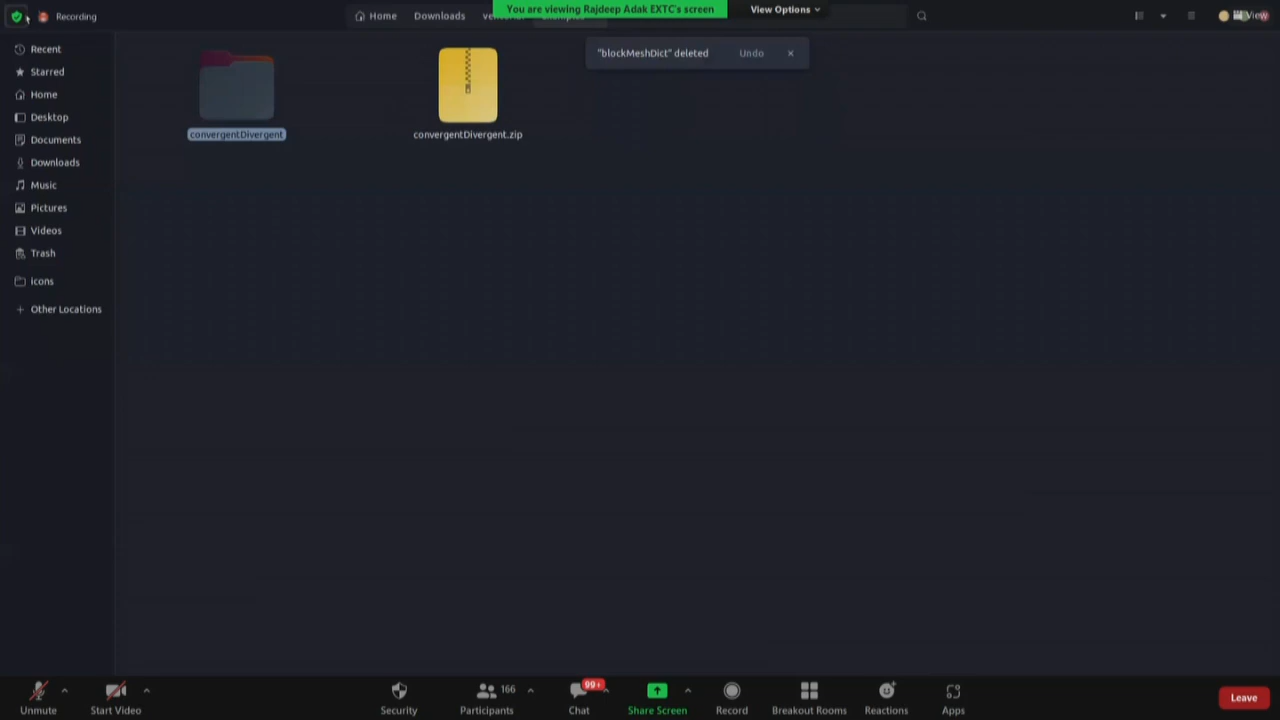 Recording
Home
Downloads
You are viewing Rajdeep Adak EXTC's screen
View Options
View
Recent
Starred
Home
Desktop
Documents
Downloads
Music
Pictures
Videos
Trash
icons
Other Locations
"blockMeshDict" deleted
Undo
convergentDivergent
convergentDivergent.zip
Unmute
Start Video
Security
166
Participants
99+
Chat
Share Screen
Record
Breakout Rooms
Reactions
Apps
Leave